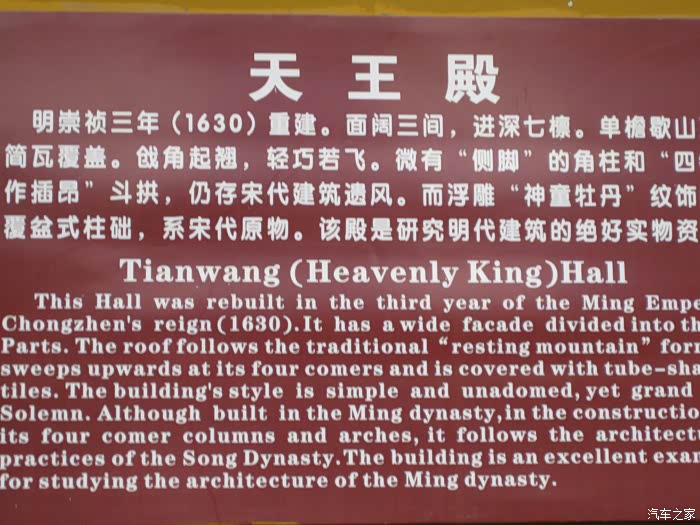 天王殿
明崇祯三年（1630）重建。面阔三间，进深七檩。单檐歇山
筒瓦覆盖。戗角起翘，轻巧若飞。微有“侧脚”的角柱和“四
作插昂”斗拱，仍存宋代建筑遗风。而浮雕“神童牡丹”纹饰
覆盆式柱础，系宋代原物。该殿是研究明代建筑的绝好实物资
Tianwang (Heavenly King)Hall
This Hall was rebuilt in the third year of the Ming Emp
Chongzhen's reign(1630).It has a wide facade divided into th
Parts. The roof follows the traditional “resting mountain” form
sweeps upwards at its four comers and is covered with tube-sha
tiles. The building's style is simple and unadomed, yet grand
Solemn. Although built in the Ming dynasty,in the constructio
its four comer columns and arches, it follows the architectu
practices of the Song Dynasty.The building is an excellent exam
for studying the architecture of the Ming dynasty.
汽车之家